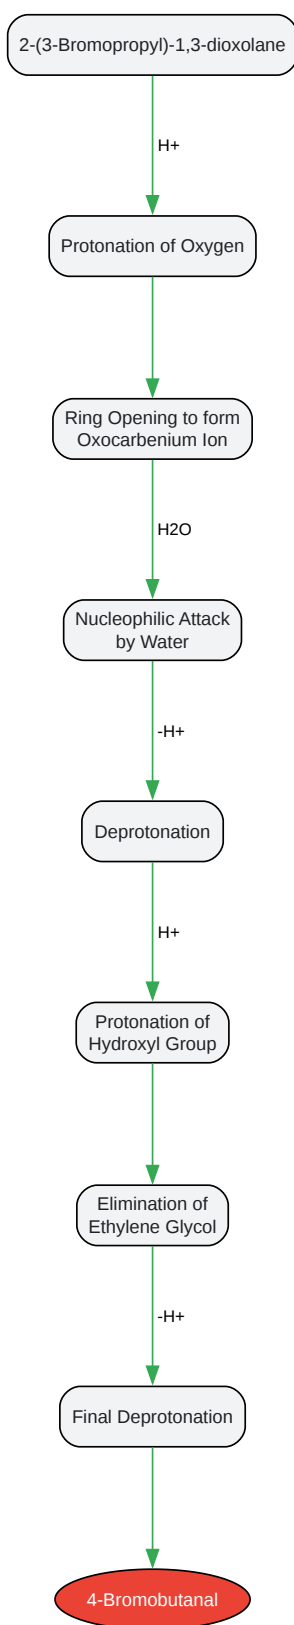 2-(3-Bromopropyl)-1,3-dioxolane
H+
Protonation of Oxygen
Ring Opening to form
Oxocarbenium Ion
H2O
Nucleophilic Attack
by Water
-H+
Deprotonation
H+
Protonation of
Hydroxyl Group
Elimination of
Ethylene Glycol
-H+
Final Deprotonation
4-Bromobutanal